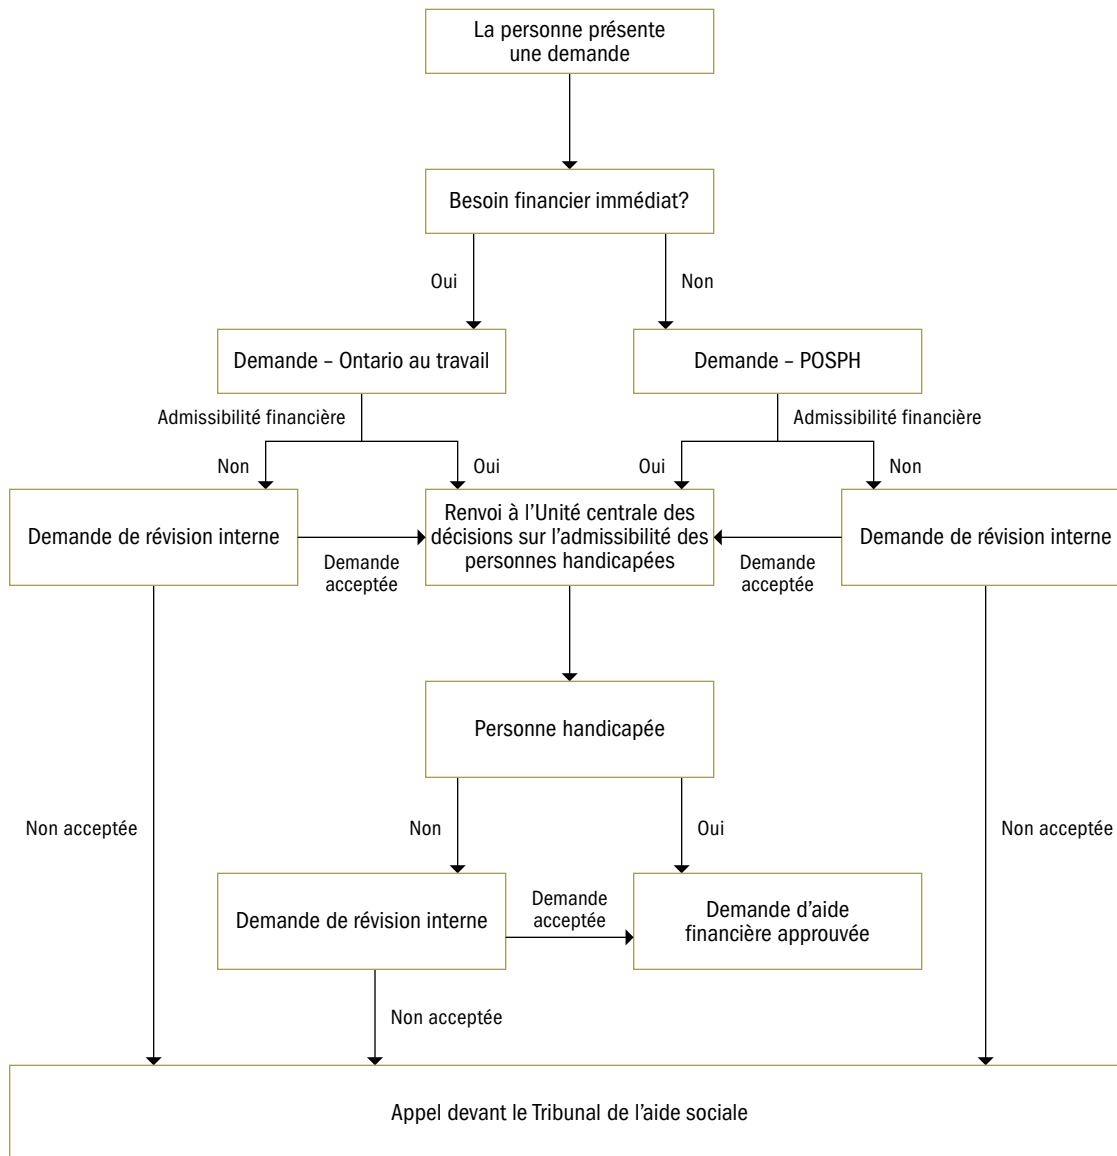 La personne présente
une demande
Besoin financier immédiat?
Oui
Non
Demande – Ontario au travail
Demande – POSPH
Admissibilité financière
Admissibilité financière
Non
Oui
Oui
Non
Demande de révision interne
Renvoi à l'Unité centrale des
décisions sur l'admissibilité des
personnes handicapées
Demande de révision interne
Demande
acceptée
Demande
acceptée
Personne handicapée
Non acceptée
Non
Oui
Non acceptée
Demande de révision interne
Demande
acceptée
Demande d'aide
financière approuvée
Non acceptée
Appel devant le Tribunal de l'aide sociale